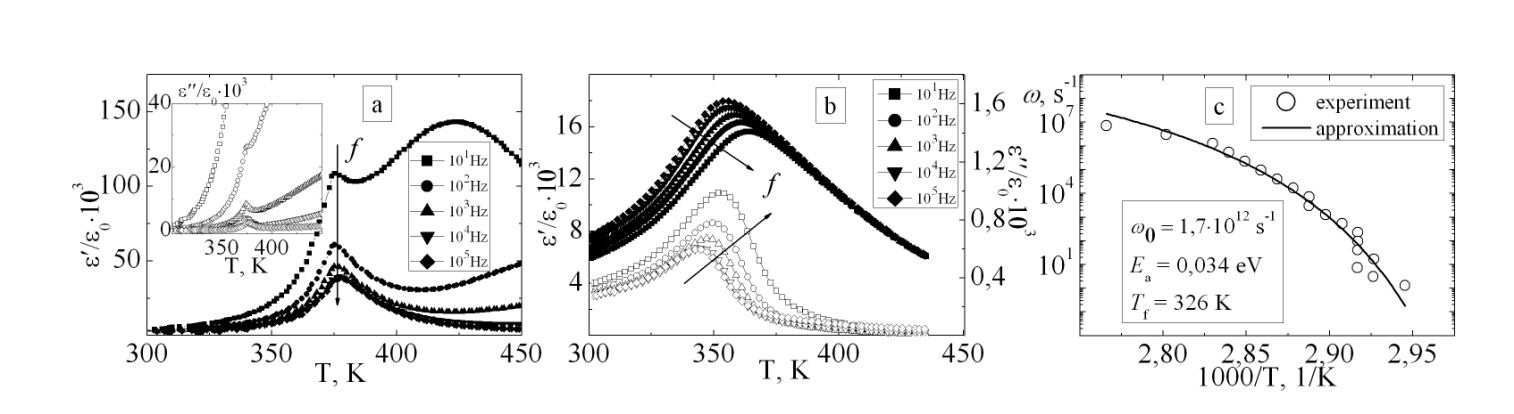 a
ε''/ε0·10³
40
20
0
350 400
T, K
f
10¹Hz
10²Hz
10³Hz
10⁴Hz
10⁵Hz
150
100
50
ε'/ε0·10³
300 350 400 450
T, K
b
10¹Hz
10²Hz
10³Hz
10⁴Hz
10⁵Hz
f
16
12
8
4
ε'/ε0·10³
1,6
1,2
0,8
0,4
ε''/ε0·10³
300 350 400 450
T, K
ω, s⁻¹
c
experiment
approximation
10⁷
10⁴
10¹
ω0 = 1,7·10¹² s⁻¹
Ea = 0,034 eV
Tf = 326 K
2,80 2,85 2,90 2,95
1000/T, 1/K